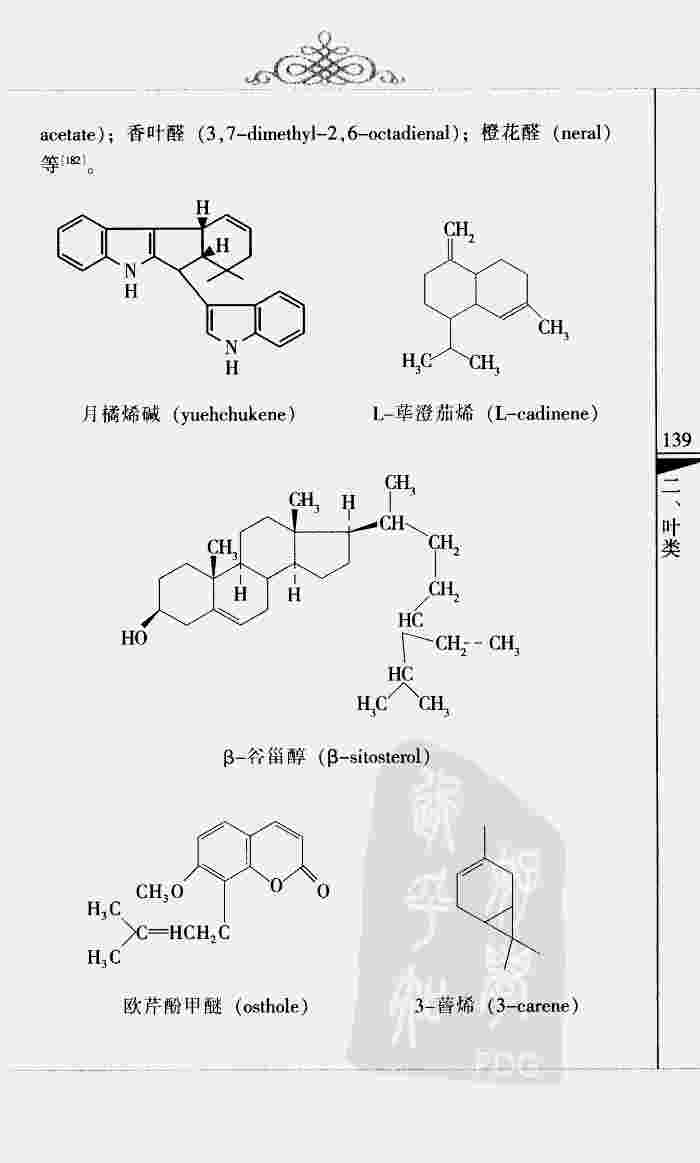 acetate)；香叶醛 (3,7-dimethyl-2,6-octadienal)；橙花醛 (neral)
等[182]。
H
H
N
H
N
H
月橘烯碱 (yuehchukene)
CH2
CH3
H3C
CH3
L-荜澄茄烯 (L-cadinene)
139
二、叶类
CH3
CH3
H
CH
CH3
CH2
H
H
CH2
HO
HC
CH2-- CH3
HC
H3C
CH3
β-谷甾醇 (β-sitosterol)
CH3O
O
O
H3C
C=HCH2C
H3C
欧芹酚甲醚 (osthole)
3-蒈烯 (3-carene)
PDG